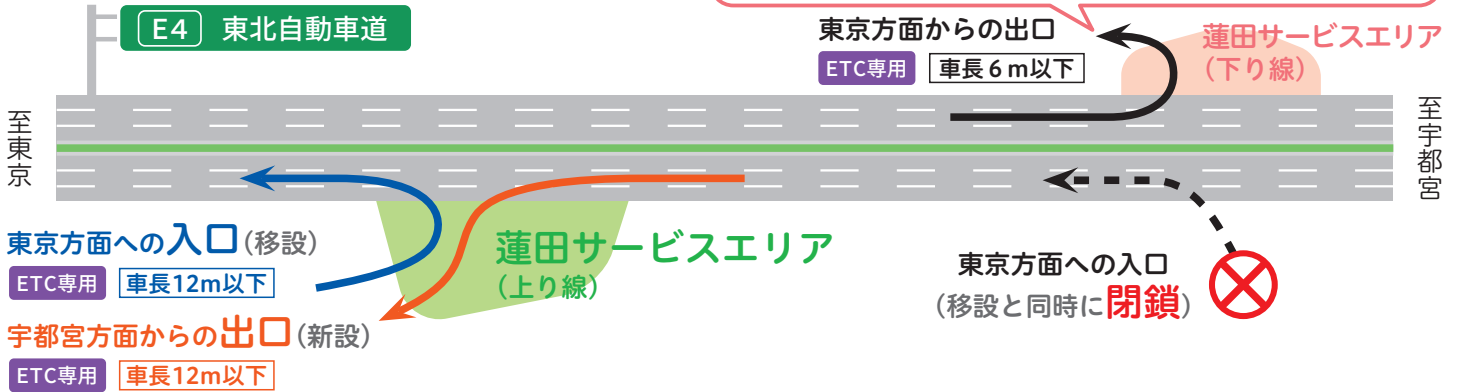 E4 東北自動車道
東京方面からの出口
ETC専用 車長6m以下
蓮田サービスエリア
（下り線）
至東京
至宇都宮
東京方面への入口（移設）
ETC専用 車長12m以下
宇都宮方面からの出口（新設）
ETC専用 車長12m以下
蓮田サービスエリア
（上り線）
東京方面への入口
（移設と同時に閉鎖）